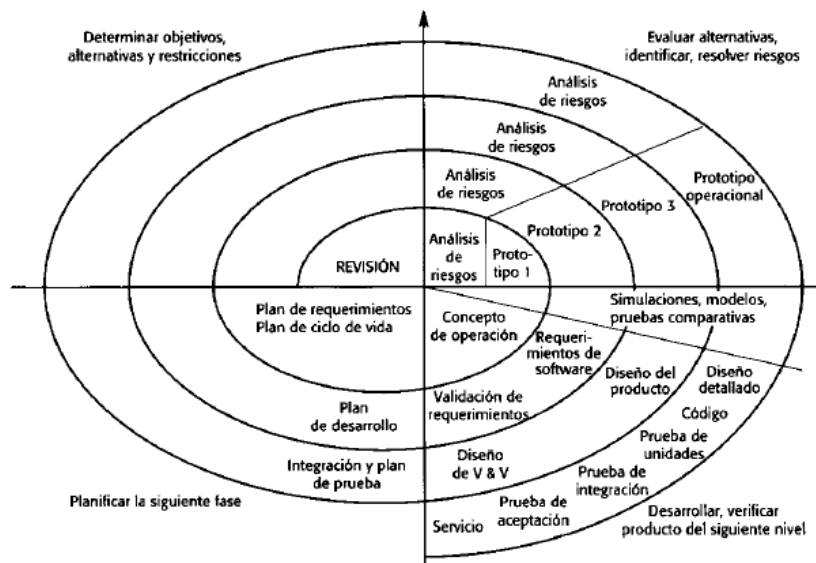 Determinar objetivos,
alternativas y restricciones
Evaluar alternativas,
identificar, resolver riesgos
Análisis
de riesgos
Análisis
de riesgos
Análisis
de riesgos
Análisis
de
riesgos
REVISIÓN
Proto-
tipo 1
Prototipo 2
Prototipo 3
Prototipo
operacional
Simulaciones, modelos,
pruebas comparativas
Plan de requerimientos
Plan de ciclo de vida
Concepto
de operación
Requeri-
mientos de
software
Diseño del
producto
Diseño
detallado
Plan
de desarrollo
Validación de
requerimientos
Código
Prueba de
unidades
Integración y plan
de prueba
Diseño
de V & V
Prueba de
integración
Prueba de
aceptación
Servicio
Planificar la siguiente fase
Desarrollar, verificar
producto del siguiente nivel